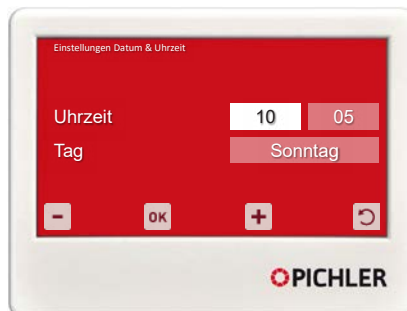 Einstellungen Datum & Uhrzeit
Uhrzeit 10 05
Tag Sonntag
- OK +
PICHLER